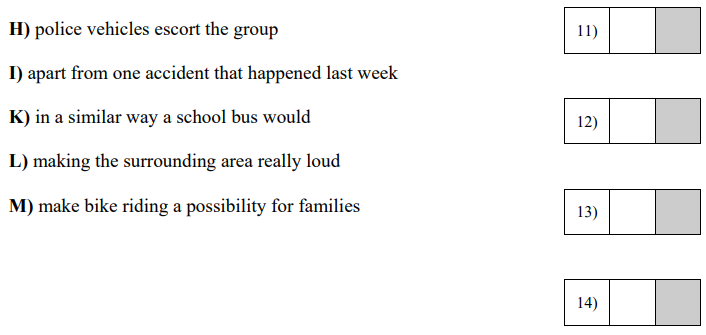 H) police vehicles escort the group
11)
I) apart from one accident that happened last week
K) in a similar way a school bus would
12)
L) making the surrounding area really loud
M) make bike riding a possibility for families
13)
14)